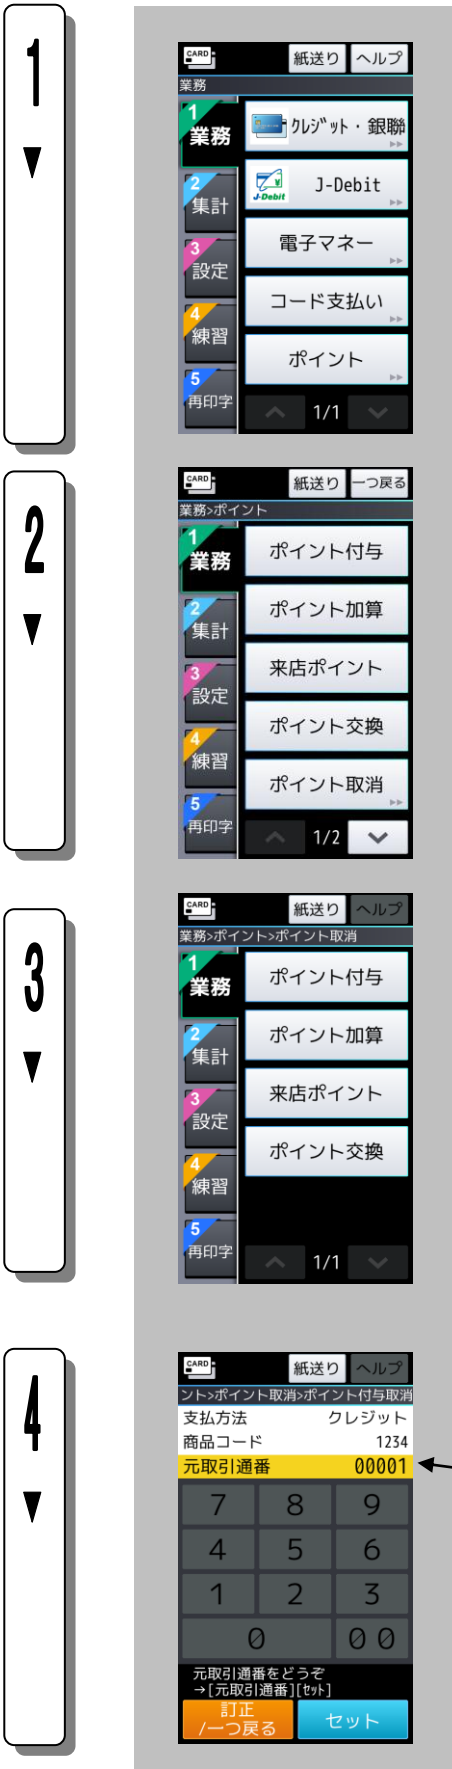 1
▼
CARD
紙送り ヘルプ
業務
1 業務
クレジット・銀聯
2 集計
J-Debit J-Debit
3 設定
電子マネー
4 練習
コード支払い
5 再印字
ポイント
1/1
2
▼
CARD
紙送り 一つ戻る
業務>ポイント
1 業務
ポイント付与
2 集計
ポイント加算
3 設定
来店ポイント
4 練習
ポイント交換
5 再印字
ポイント取消
1/2
3
▼
CARD
紙送り ヘルプ
業務>ポイント>ポイント取消
1 業務
ポイント付与
2 集計
ポイント加算
3 設定
来店ポイント
4 練習
ポイント交換
5 再印字
1/1
4
▼
CARD
紙送り ヘルプ
ント>ポイント取消>ポイント付与取消
支払方法 クレジット
商品コード 1234
元取引通番 00001
7 8 9
4 5 6
1 2 3
0 00
元取引通番をどうぞ
→[元取引通番][セット]
訂正
/一つ戻る
セット